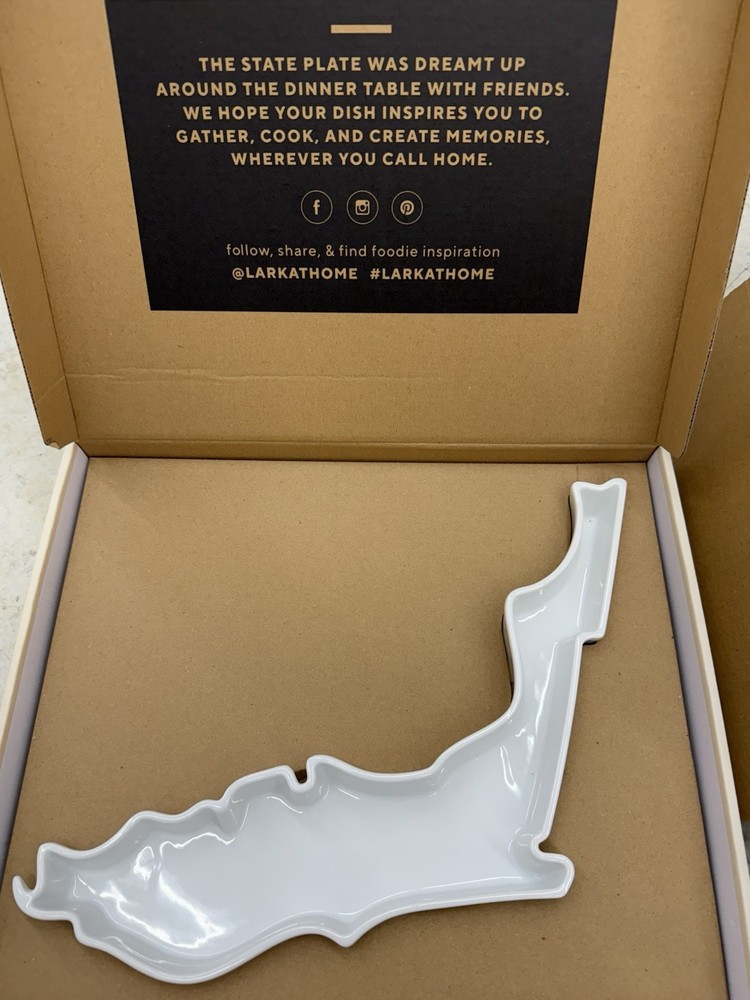 THE STATE PLATE WAS DREAMT UP
AROUND THE DINNER TABLE WITH FRIENDS.
WE HOPE YOUR DISH INSPIRES YOU TO
GATHER, COOK, AND CREATE MEMORIES,
WHEREVER YOU CALL HOME.
follow, share, & find foodie inspiration
@LARKATHOME #LARKATHOME